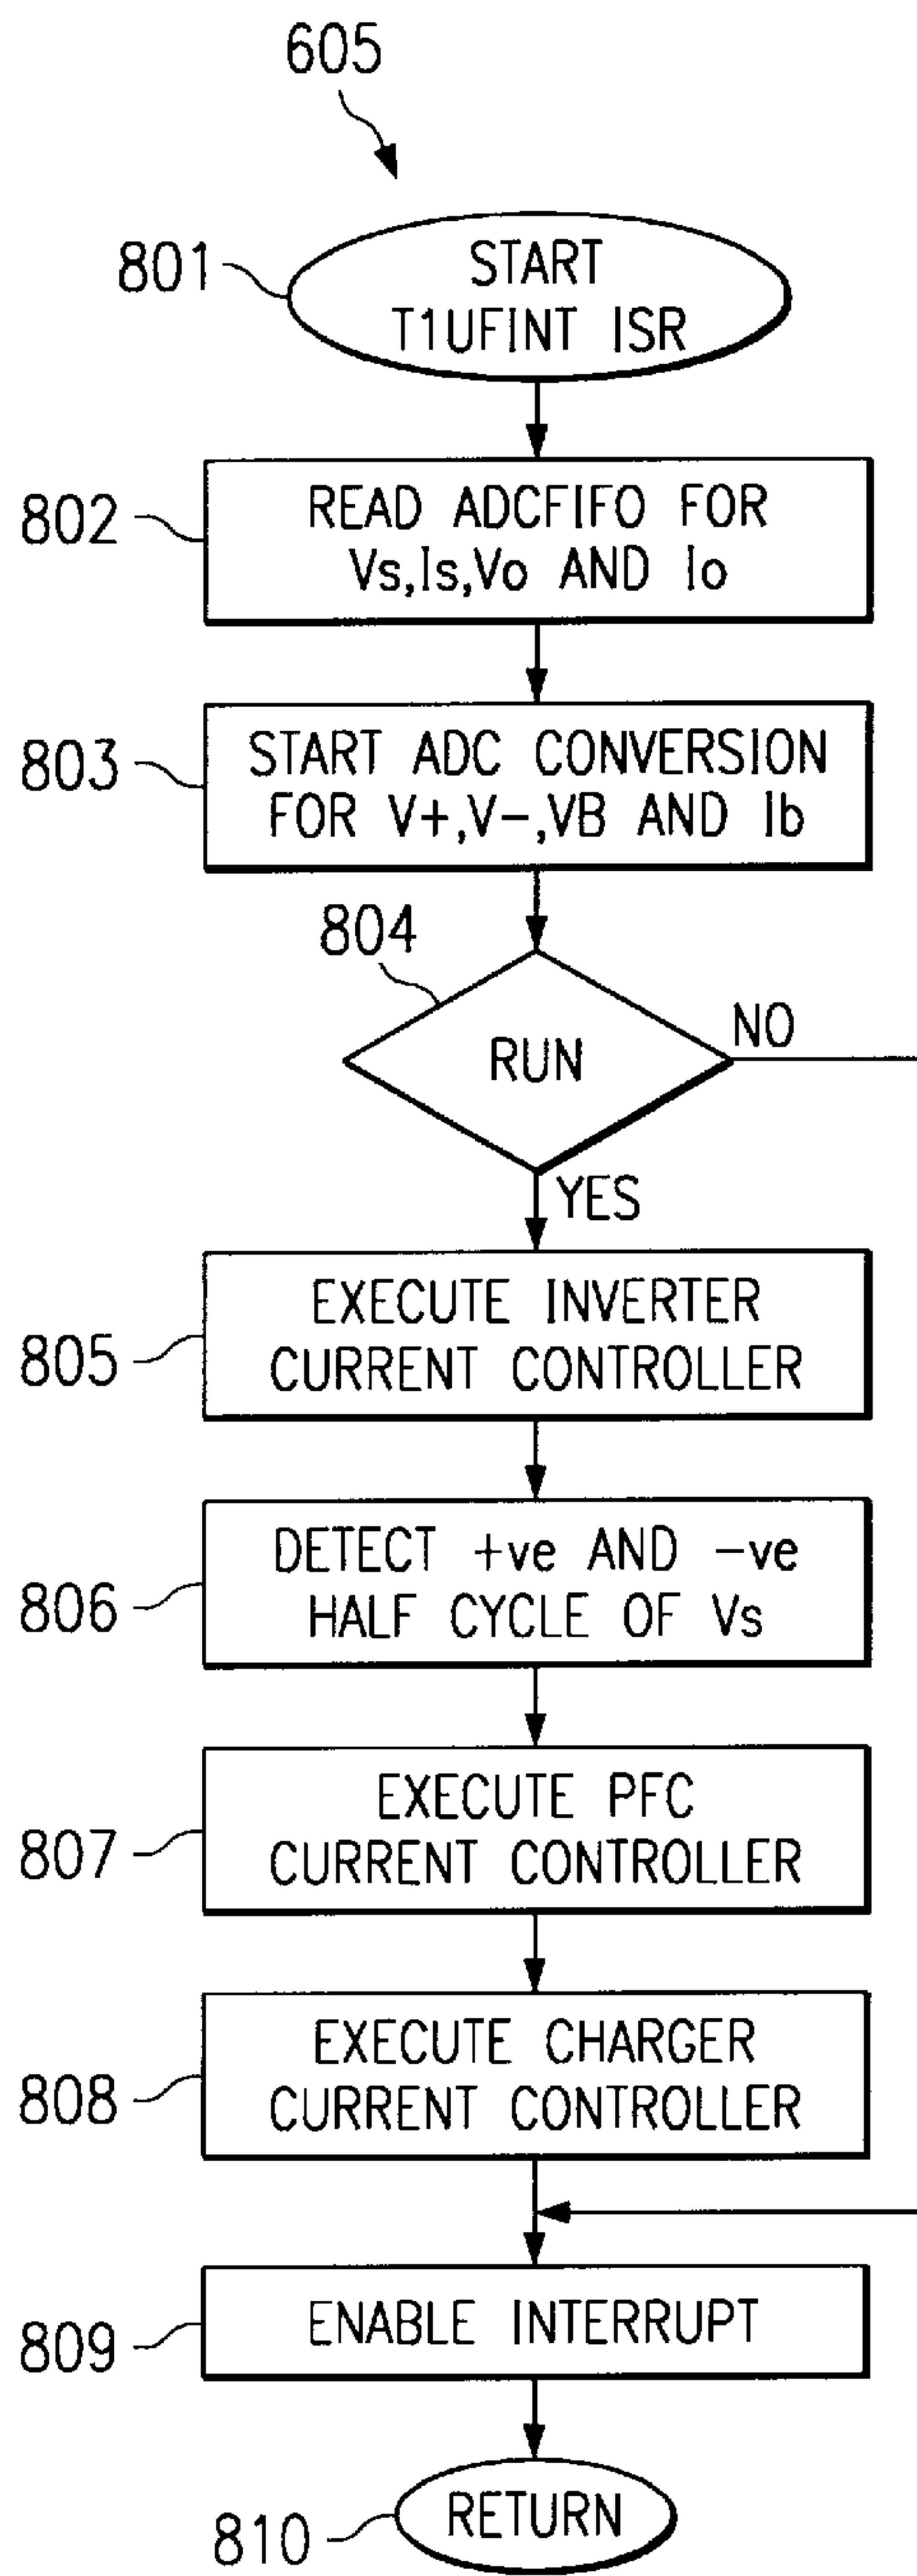 605
801
START
T1UFINT ISR
802
READ ADCFIFO FOR
Vs,Is,Vo AND Io
803
START ADC CONVERSION
FOR V+,V-,VB AND Ib
804
RUN
NO
YES
805
EXECUTE INVERTER
CURRENT CONTROLLER
806
DETECT +ve AND -ve
HALF CYCLE OF Vs
807
EXECUTE PFC
CURRENT CONTROLLER
808
EXECUTE CHARGER
CURRENT CONTROLLER
809
ENABLE INTERRUPT
810
RETURN